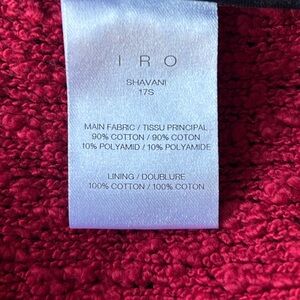 IRO
SHAVANI
17S
MAIN FABRIC / TISSU PRINCIPAL
90% COTTON / 90% COTON
10% POLYAMID / 10% POLYAMIDE
LINING / DOUBLURE
100% COTTON / 100% COTON